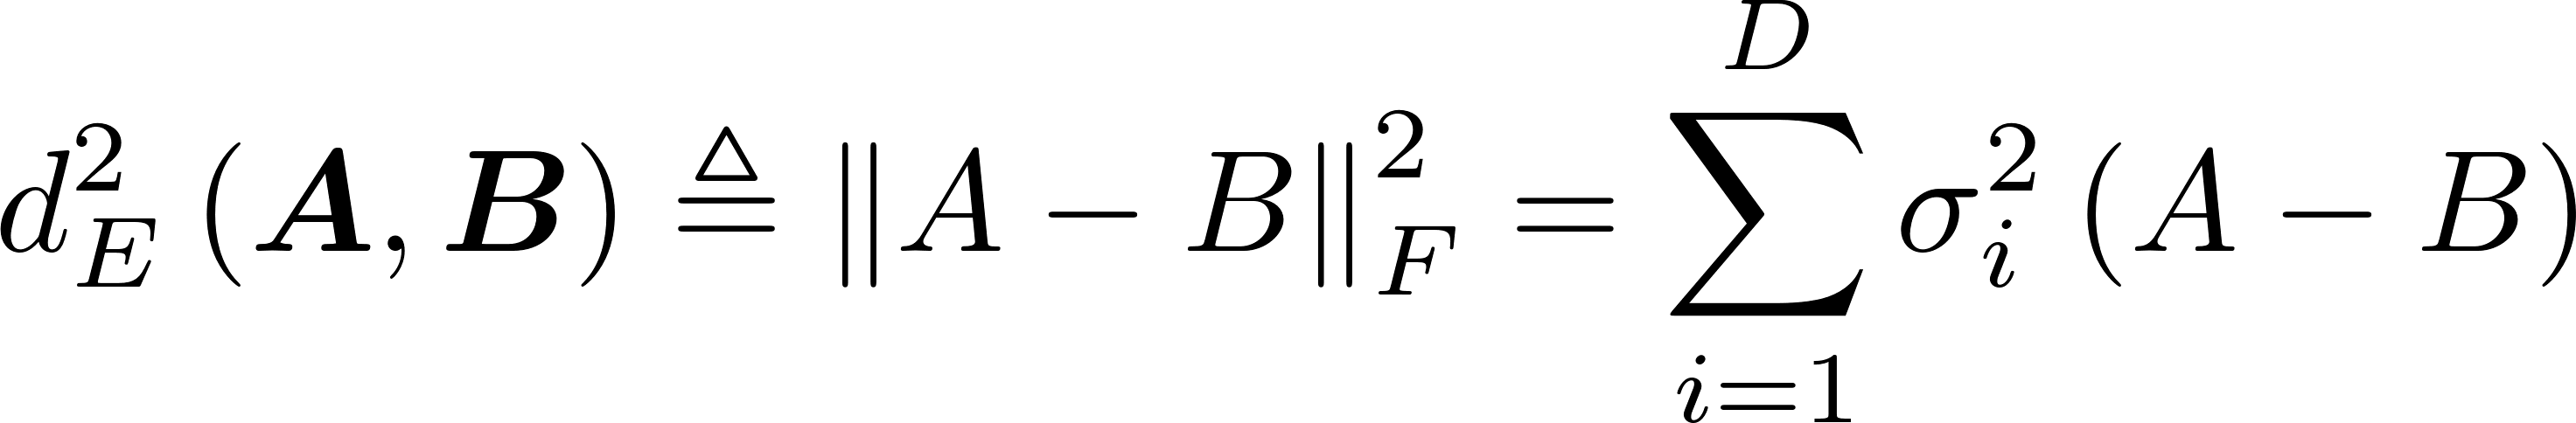 d_E^2 (𝑨, 𝑩) ≜ ‖A − B‖_F^2 = ∑_{i=1}^{D} σ_i^2 (A − B)